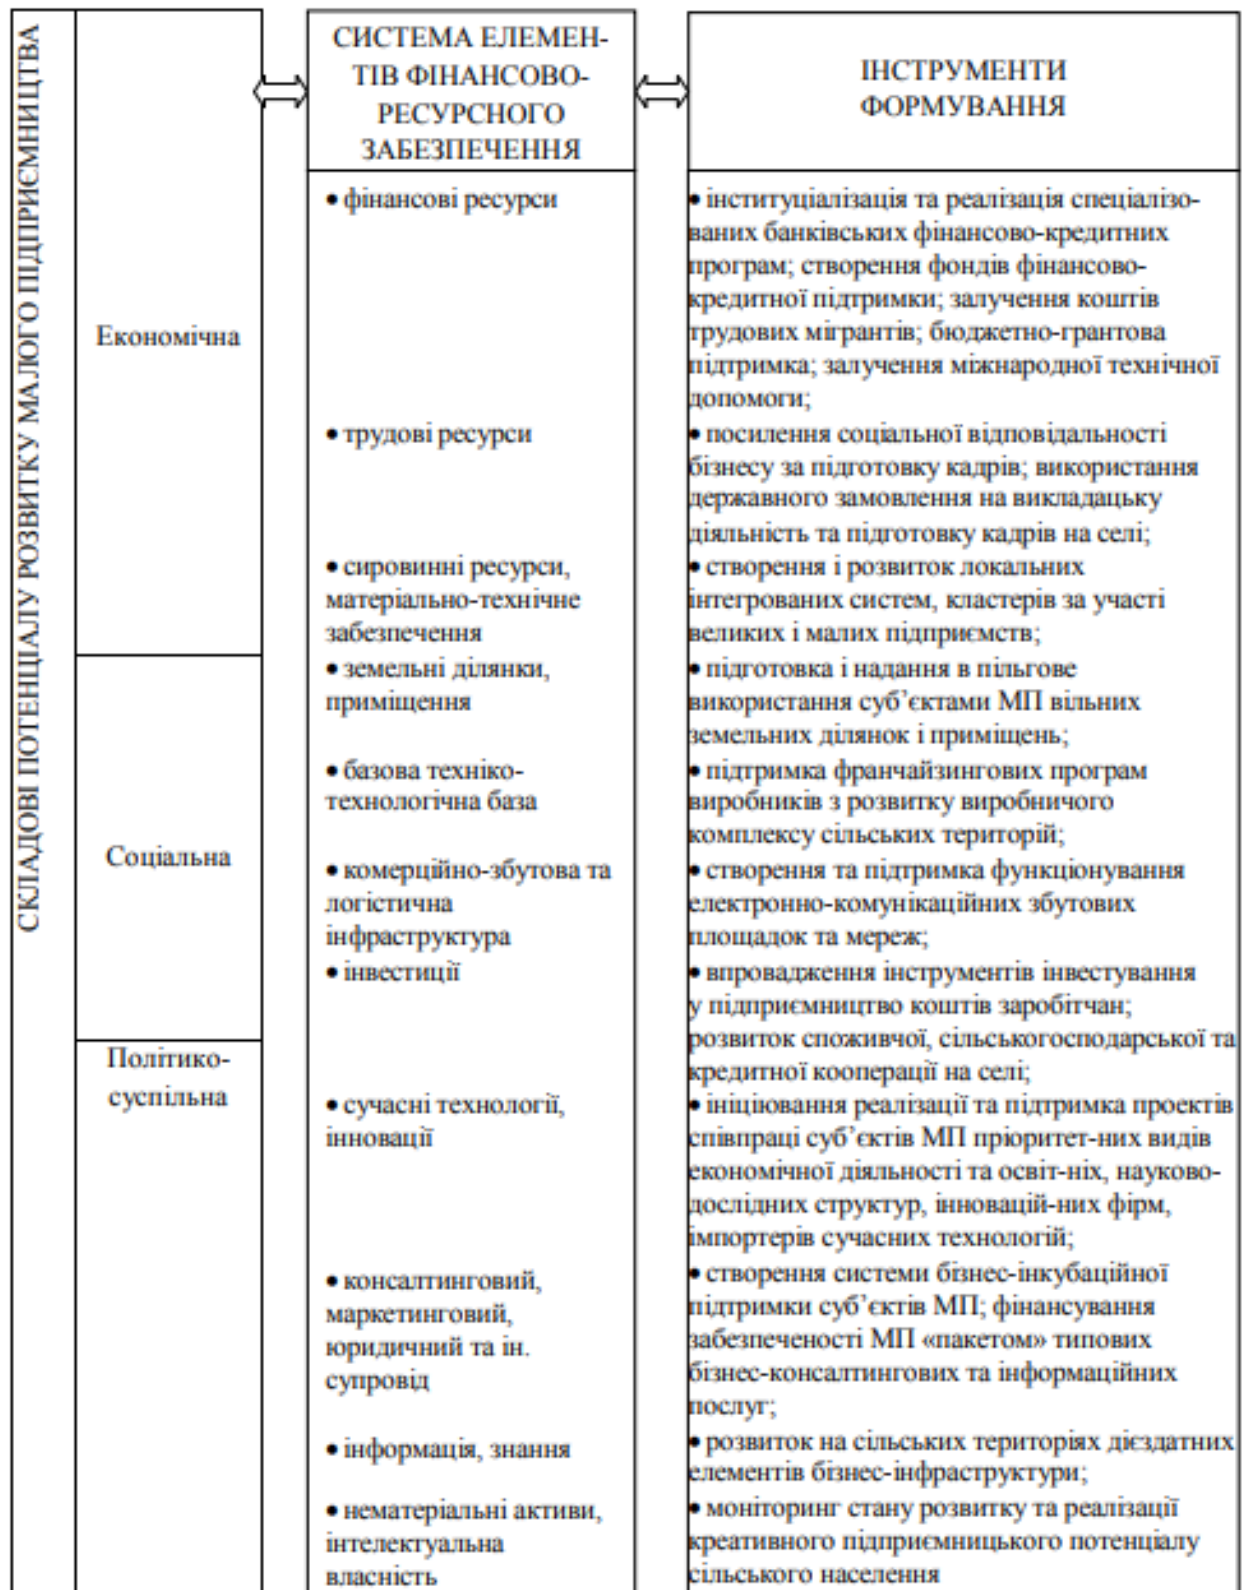 СКЛАДОВІ ПОТЕНЦІАЛУ РОЗВИТКУ МАЛОГО ПІДПРИЄМНИЦТВА
Економічна
Соціальна
Політико-
суспільна
СИСТЕМА ЕЛЕМЕН-
ТІВ ФІНАНСОВО-
РЕСУРСНОГО
ЗАБЕЗПЕЧЕННЯ
• фінансові ресурси
• трудові ресурси
• сировинні ресурси,
матеріально-технічне
забезпечення
• земельні ділянки,
приміщення
• базова техніко-
технологічна база
• комерційно-збутова та
логістична
інфраструктура
• інвестиції
• сучасні технології,
інновації
• консалтинговий,
маркетинговий,
юридичний та ін.
супровід
• інформація, знання
• нематеріальні активи,
інтелектуальна
власність
ІНСТРУМЕНТИ
ФОРМУВАННЯ
• інституціалізація та реалізація спеціалізо-
ваних банківських фінансово-кредитних
програм; створення фондів фінансово-
кредитної підтримки; залучення коштів
трудових мігрантів; бюджетно-грантова
підтримка; залучення міжнародної технічної
допомоги;
• посилення соціальної відповідальності
бізнесу за підготовку кадрів; використання
державного замовлення на викладацьку
діяльність та підготовку кадрів на селі;
• створення і розвиток локальних
інтегрованих систем, кластерів за участі
великих і малих підприємств;
• підготовка і надання в пільгове
використання суб’єктами МП вільних
земельних ділянок і приміщень;
• підтримка франчайзингових програм
виробників з розвитку виробничого
комплексу сільських територій;
• створення та підтримка функціонування
електронно-комунікаційних збутових
площадок та мереж;
• впровадження інструментів інвестування
у підприємництво коштів заробітчан;
розвиток споживчої, сільськогосподарської та
кредитної кооперації на селі;
• ініціювання реалізації та підтримка проектів
співпраці суб’єктів МП пріоритет-них видів
економічної діяльності та освіт-ніх, науково-
дослідних структур, інновацій-них фірм,
імпортерів сучасних технологій;
• створення системи бізнес-інкубаційної
підтримки суб’єктів МП; фінансування
забезпеченості МП «пакетом» типових
бізнес-консалтингових та інформаційних
послуг;
• розвиток на сільських територіях дієздатних
елементів бізнес-інфраструктури;
• моніторинг стану розвитку та реалізації
креативного підприємницького потенціалу
сільського населення